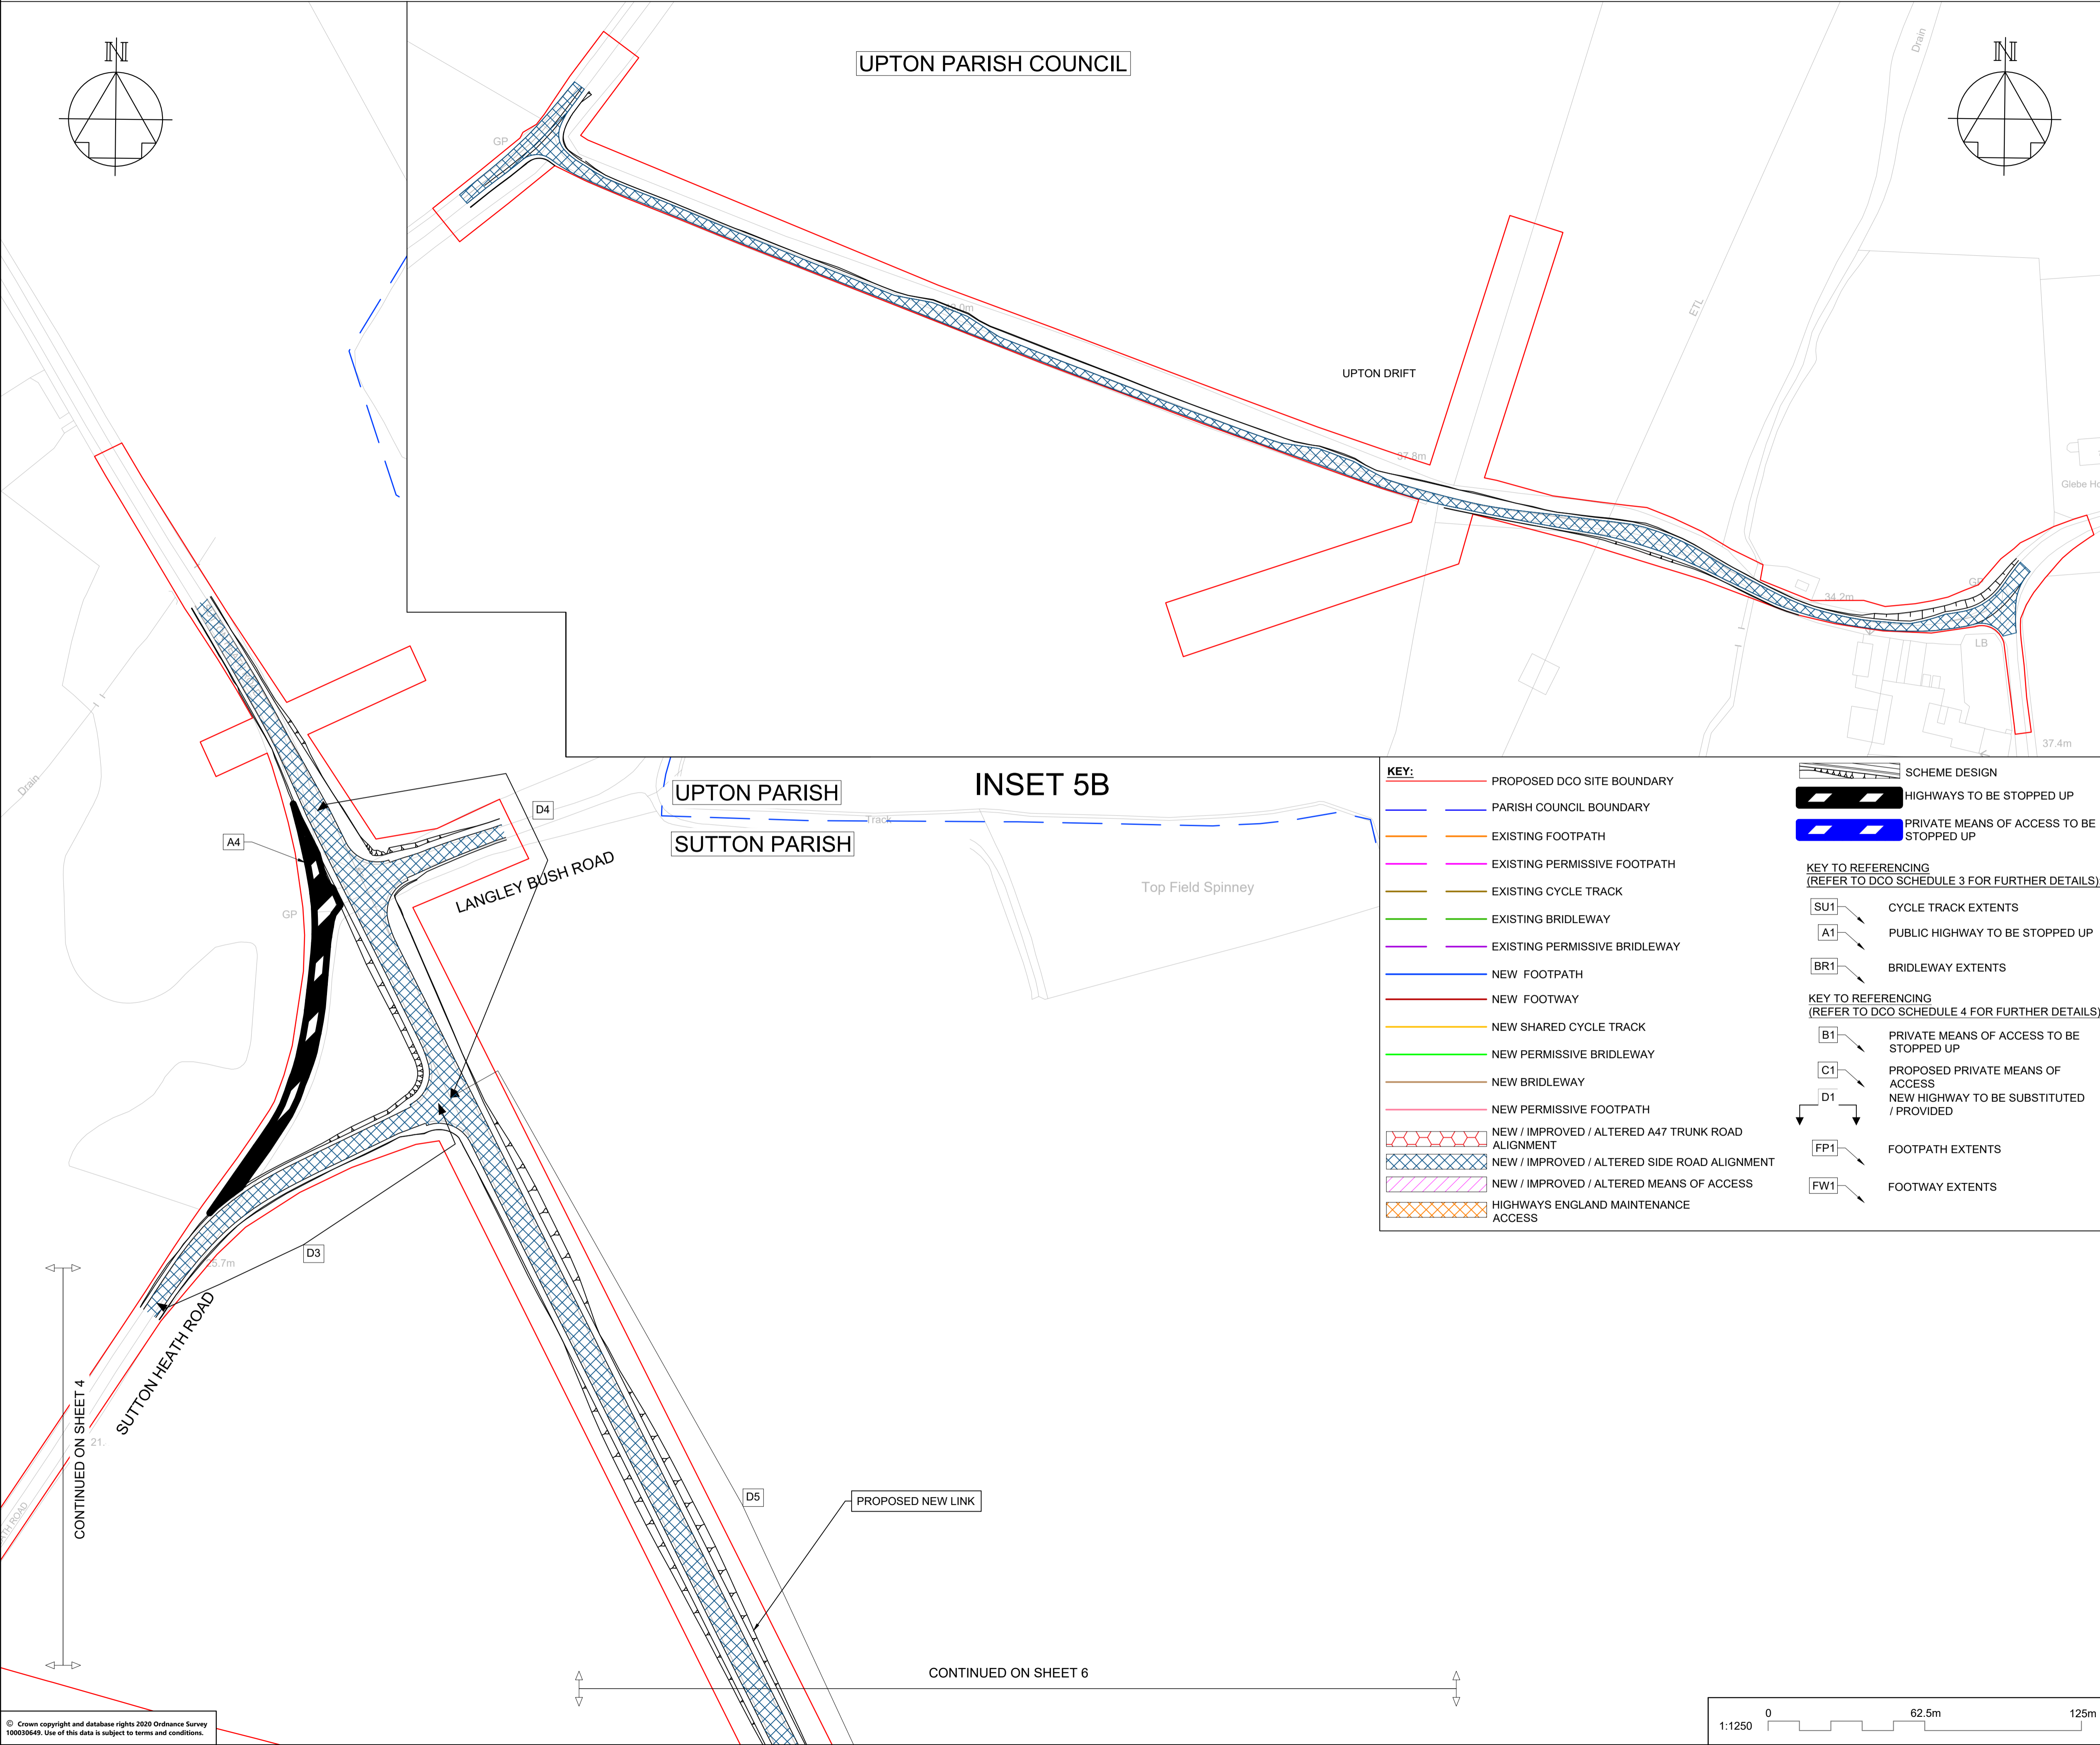 N
UPTON PARISH COUNCIL
N
Drain
GP
ETL
UPTON DRIFT
37.8m
Glebe Ho
GP
34.2m
LB
37.4m
Drain
A4
D4
GP
LANGLEY BUSH ROAD
UPTON PARISH
INSET 5B
Track
SUTTON PARISH
Top Field Spinney
D3
5.7m
SUTTON HEATH ROAD
CONTINUED ON SHEET 4
21.
ATH ROAD
D5
PROPOSED NEW LINK
CONTINUED ON SHEET 6
KEY:
PROPOSED DCO SITE BOUNDARY
PARISH COUNCIL BOUNDARY
EXISTING FOOTPATH
EXISTING PERMISSIVE FOOTPATH
EXISTING CYCLE TRACK
EXISTING BRIDLEWAY
EXISTING PERMISSIVE BRIDLEWAY
NEW FOOTPATH
NEW FOOTWAY
NEW SHARED CYCLE TRACK
NEW PERMISSIVE BRIDLEWAY
NEW BRIDLEWAY
NEW PERMISSIVE FOOTPATH
NEW / IMPROVED / ALTERED A47 TRUNK ROAD
ALIGNMENT
NEW / IMPROVED / ALTERED SIDE ROAD ALIGNMENT
NEW / IMPROVED / ALTERED MEANS OF ACCESS
HIGHWAYS ENGLAND MAINTENANCE
ACCESS
SCHEME DESIGN
HIGHWAYS TO BE STOPPED UP
PRIVATE MEANS OF ACCESS TO BE
STOPPED UP
KEY TO REFERENCING
(REFER TO DCO SCHEDULE 3 FOR FURTHER DETAILS)
SU1 CYCLE TRACK EXTENTS
A1 PUBLIC HIGHWAY TO BE STOPPED UP
BR1 BRIDLEWAY EXTENTS
KEY TO REFERENCING
(REFER TO DCO SCHEDULE 4 FOR FURTHER DETAILS)
B1 PRIVATE MEANS OF ACCESS TO BE
STOPPED UP
C1 PROPOSED PRIVATE MEANS OF
ACCESS
D1 NEW HIGHWAY TO BE SUBSTITUTED
/ PROVIDED
FP1 FOOTPATH EXTENTS
FW1 FOOTWAY EXTENTS
© Crown copyright and database rights 2020 Ordnance Survey
100030649. Use of this data is subject to terms and conditions.
1:1250 0 62.5m 125m